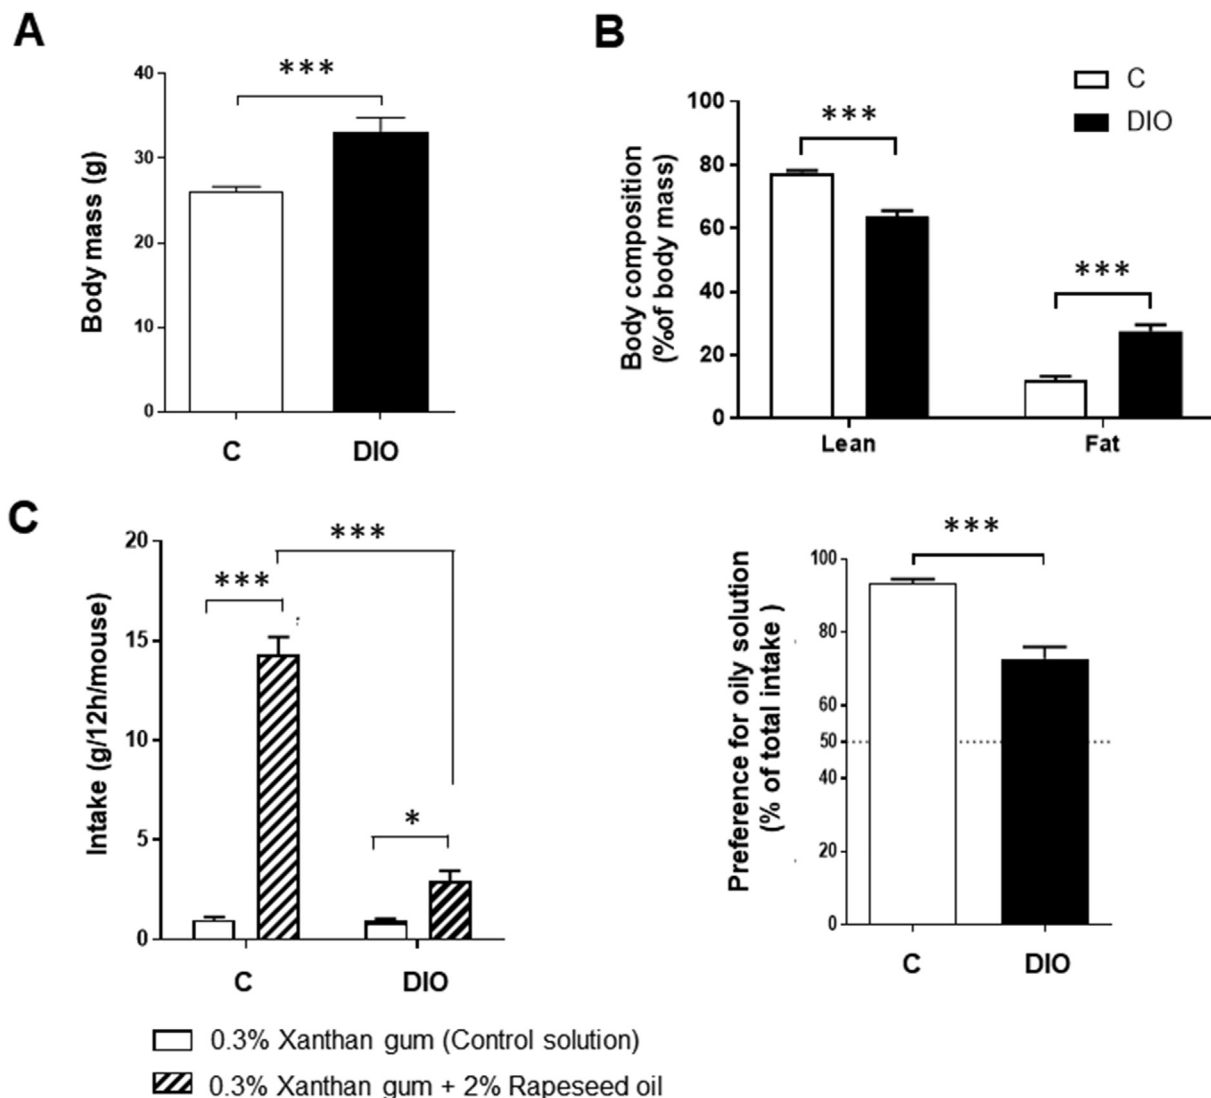 A
***
40
30
20
10
0
Body mass (g)
C
DIO
B
C
DIO
100
80
60
40
20
0
Body composition
(%of body mass)
***
***
Lean
Fat
C
20
15
10
5
0
Intake (g/12h/mouse)
***
***
*
C
DIO
0.3% Xanthan gum (Control solution)
0.3% Xanthan gum + 2% Rapeseed oil
***
100
80
60
50
40
20
0
Preference for oily solution
(% of total intake )
C
DIO